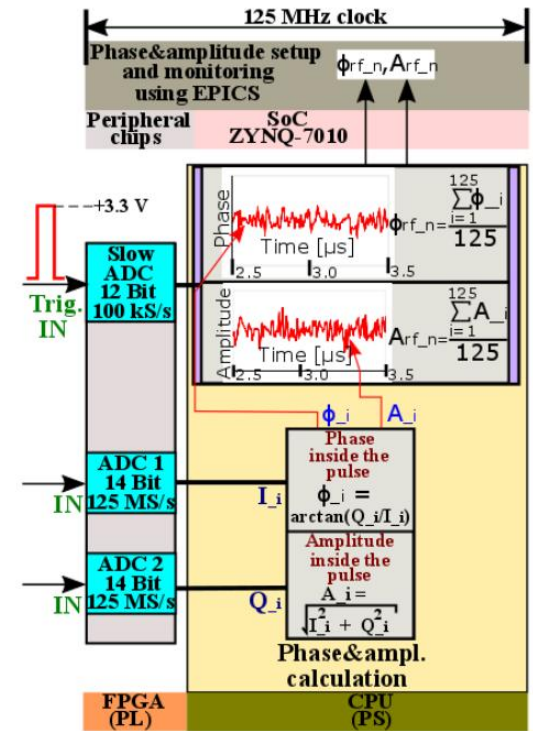 125 MHz clock
Phase&amplitude setup
and monitoring
using EPICS
ϕrf_n,Arf_n
Peripheral
chips
SoC
ZYNQ-7010
+3.3 V
Trig.
IN
Slow
ADC
12 Bit
100 kS/s
Phase
Time [µs]
2.5 3.0 3.5
ϕrf_n= 125 ∑ϕ_i i=1 / 125
Amplitude
Time [µs]
2.5 3.0 3.5
Arf_n= 125 ∑A_i i=1 / 125
ϕ_i A_i
IN
ADC 1
14 Bit
125 MS/s
I_i
Phase
inside the
pulse
ϕ_i =
arctan(Q_i/I_i)
IN
ADC 2
14 Bit
125 MS/s
Q_i
Amplitude
inside the
pulse
A_i=
√I_i² + Q_i²
Phase&ampl.
calculation
FPGA
(PL)
CPU
(PS)